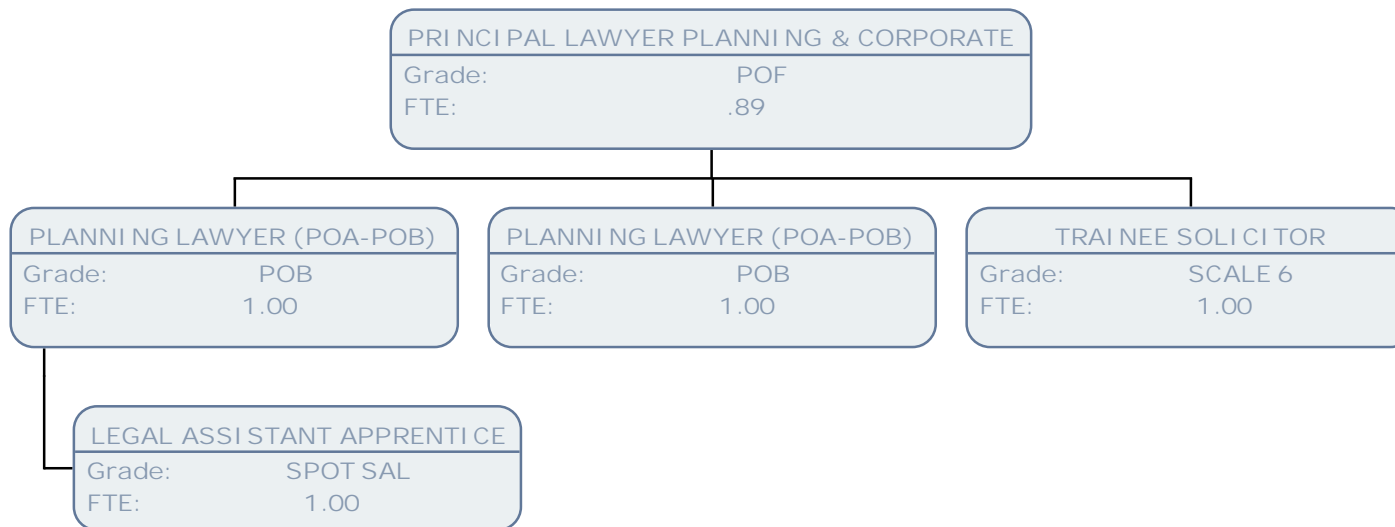 PRINCIPAL LAWYER PLANNING & CORPORATE
Grade: POF
FTE: .89
PLANNING LAWYER (POA-POB)
Grade: POB
FTE: 1.00
PLANNING LAWYER (POA-POB)
Grade: POB
FTE: 1.00
TRAINEE SOLICITOR
Grade: SCALE 6
FTE: 1.00
LEGAL ASSISTANT APPRENTICE
Grade: SPOT SAL
FTE: 1.00